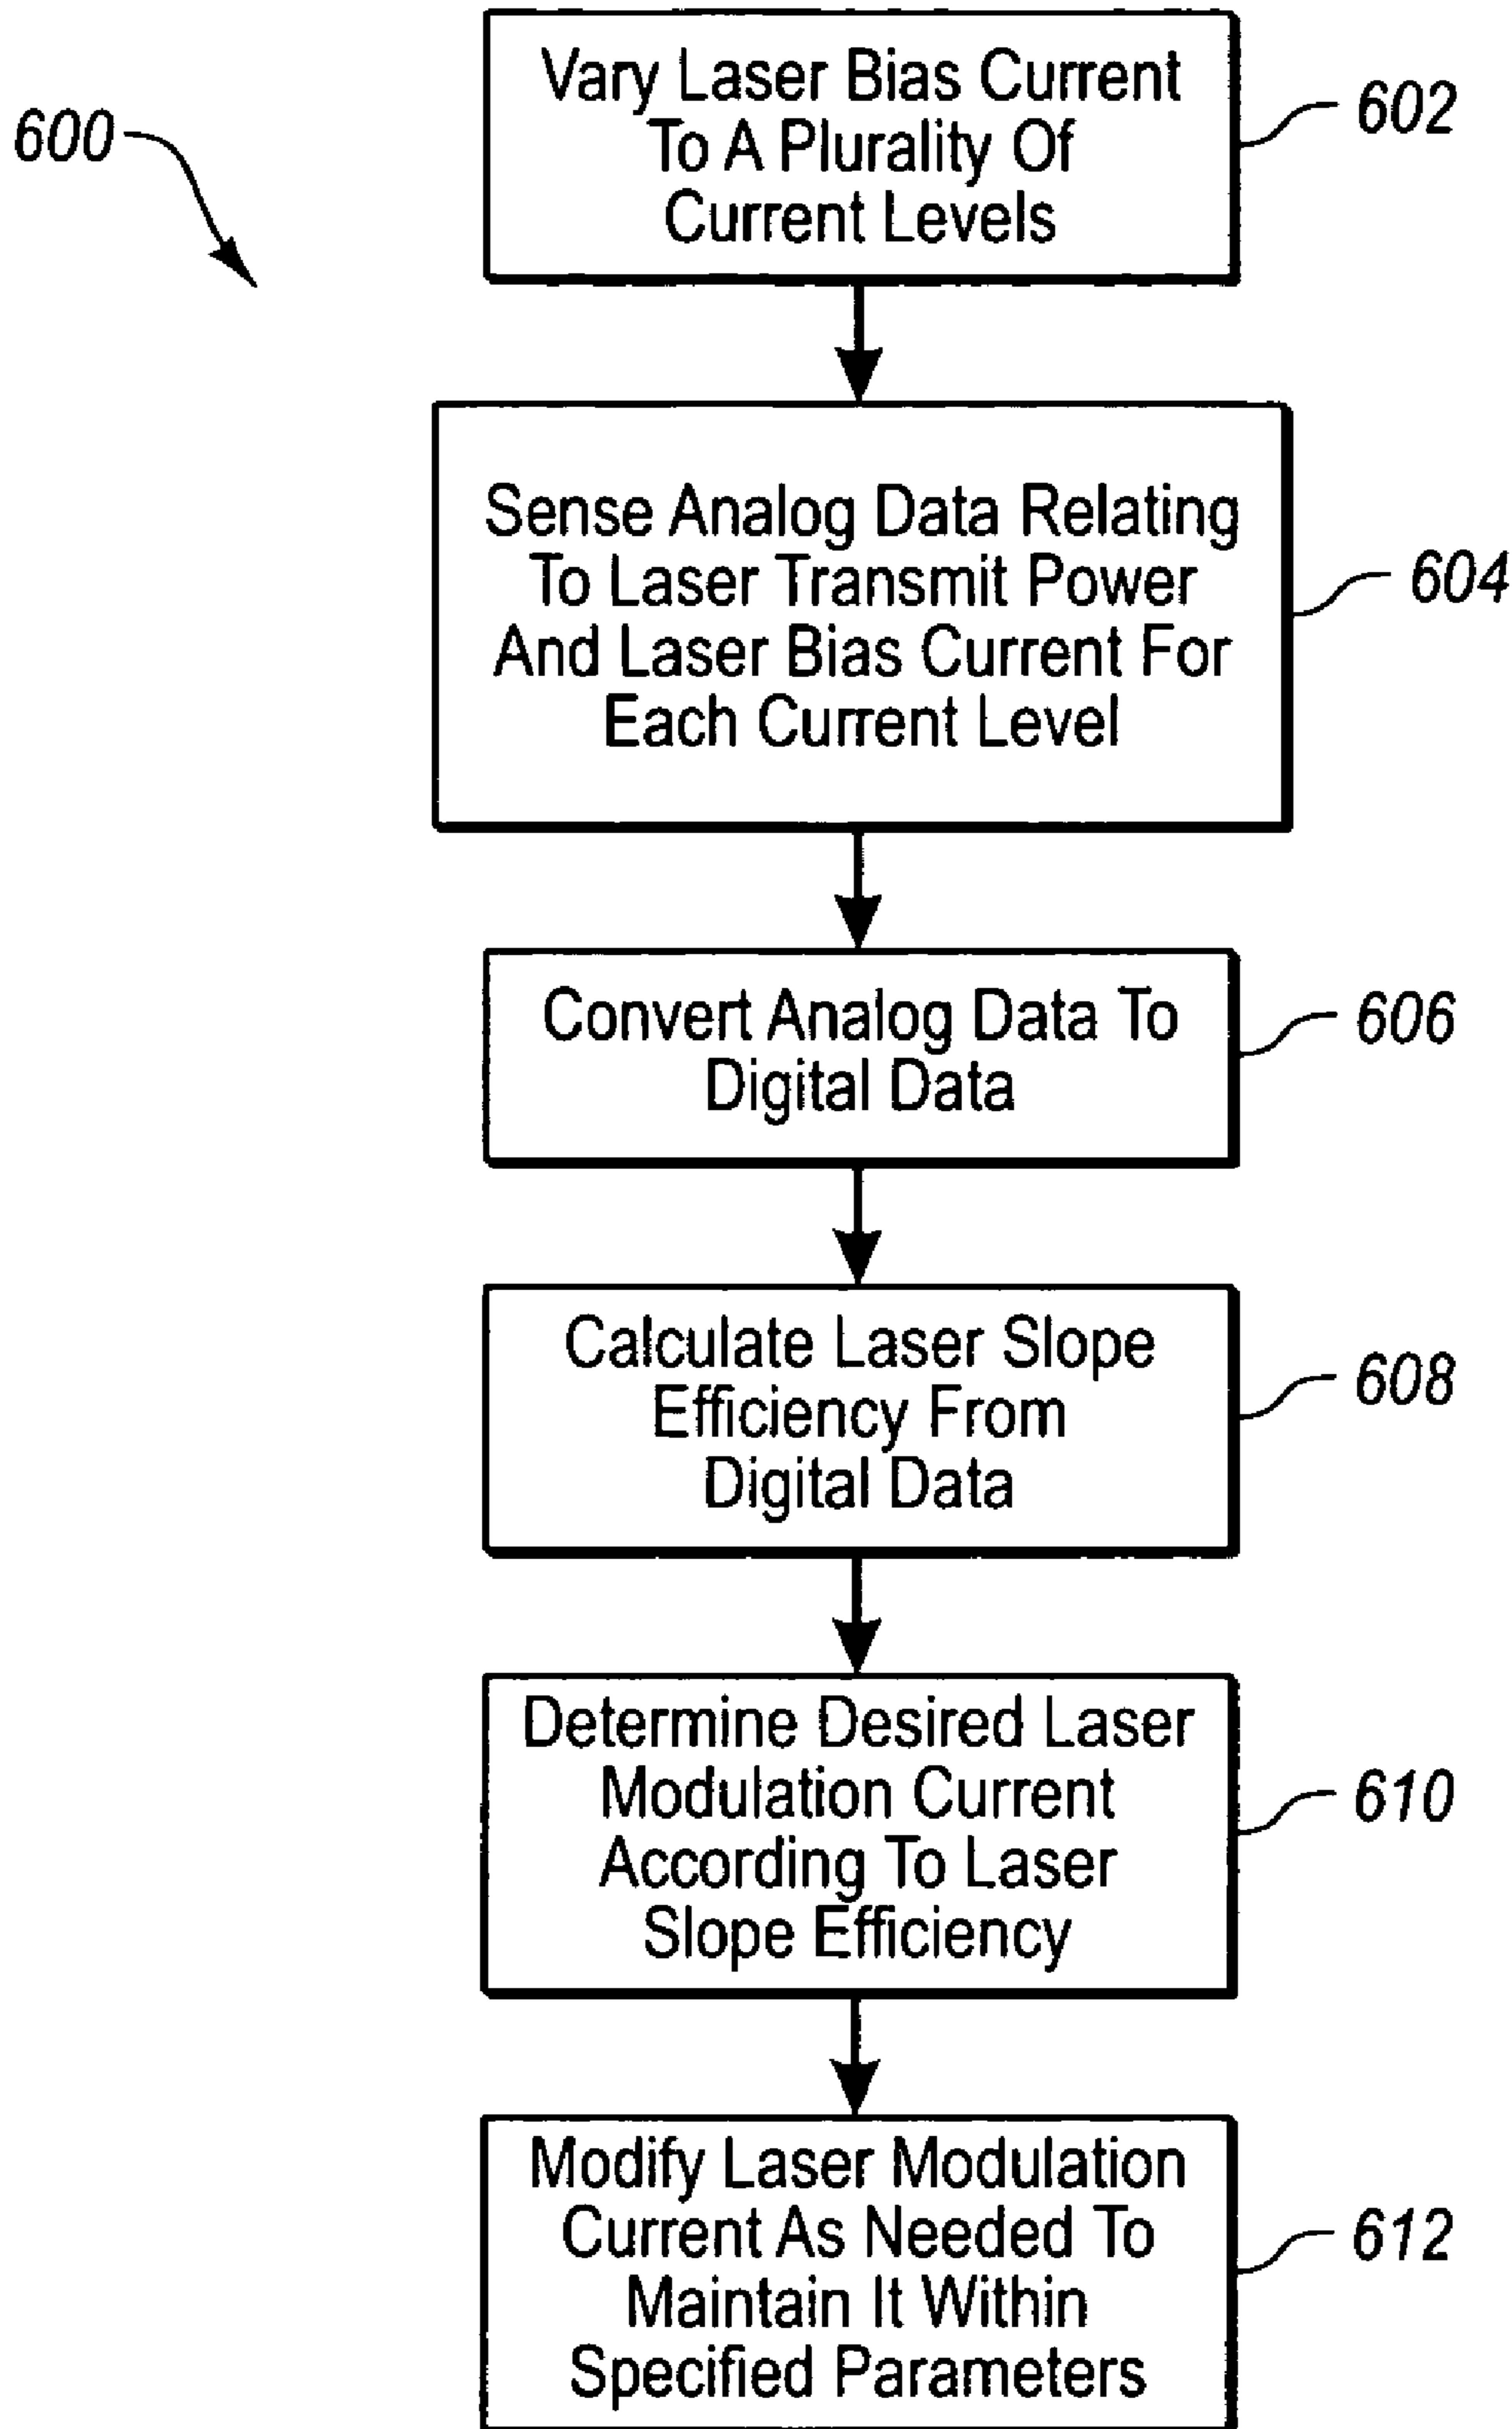 600
Vary Laser Bias Current
To A Plurality Of
Current Levels
602
Sense Analog Data Relating
To Laser Transmit Power
And Laser Bias Current For
Each Current Level
604
Convert Analog Data To
Digital Data
606
Calculate Laser Slope
Efficiency From
Digital Data
608
Determine Desired Laser
Modulation Current
According To Laser
Slope Efficiency
610
Modify Laser Modulation
Current As Needed To
Maintain It Within
Specified Parameters
612